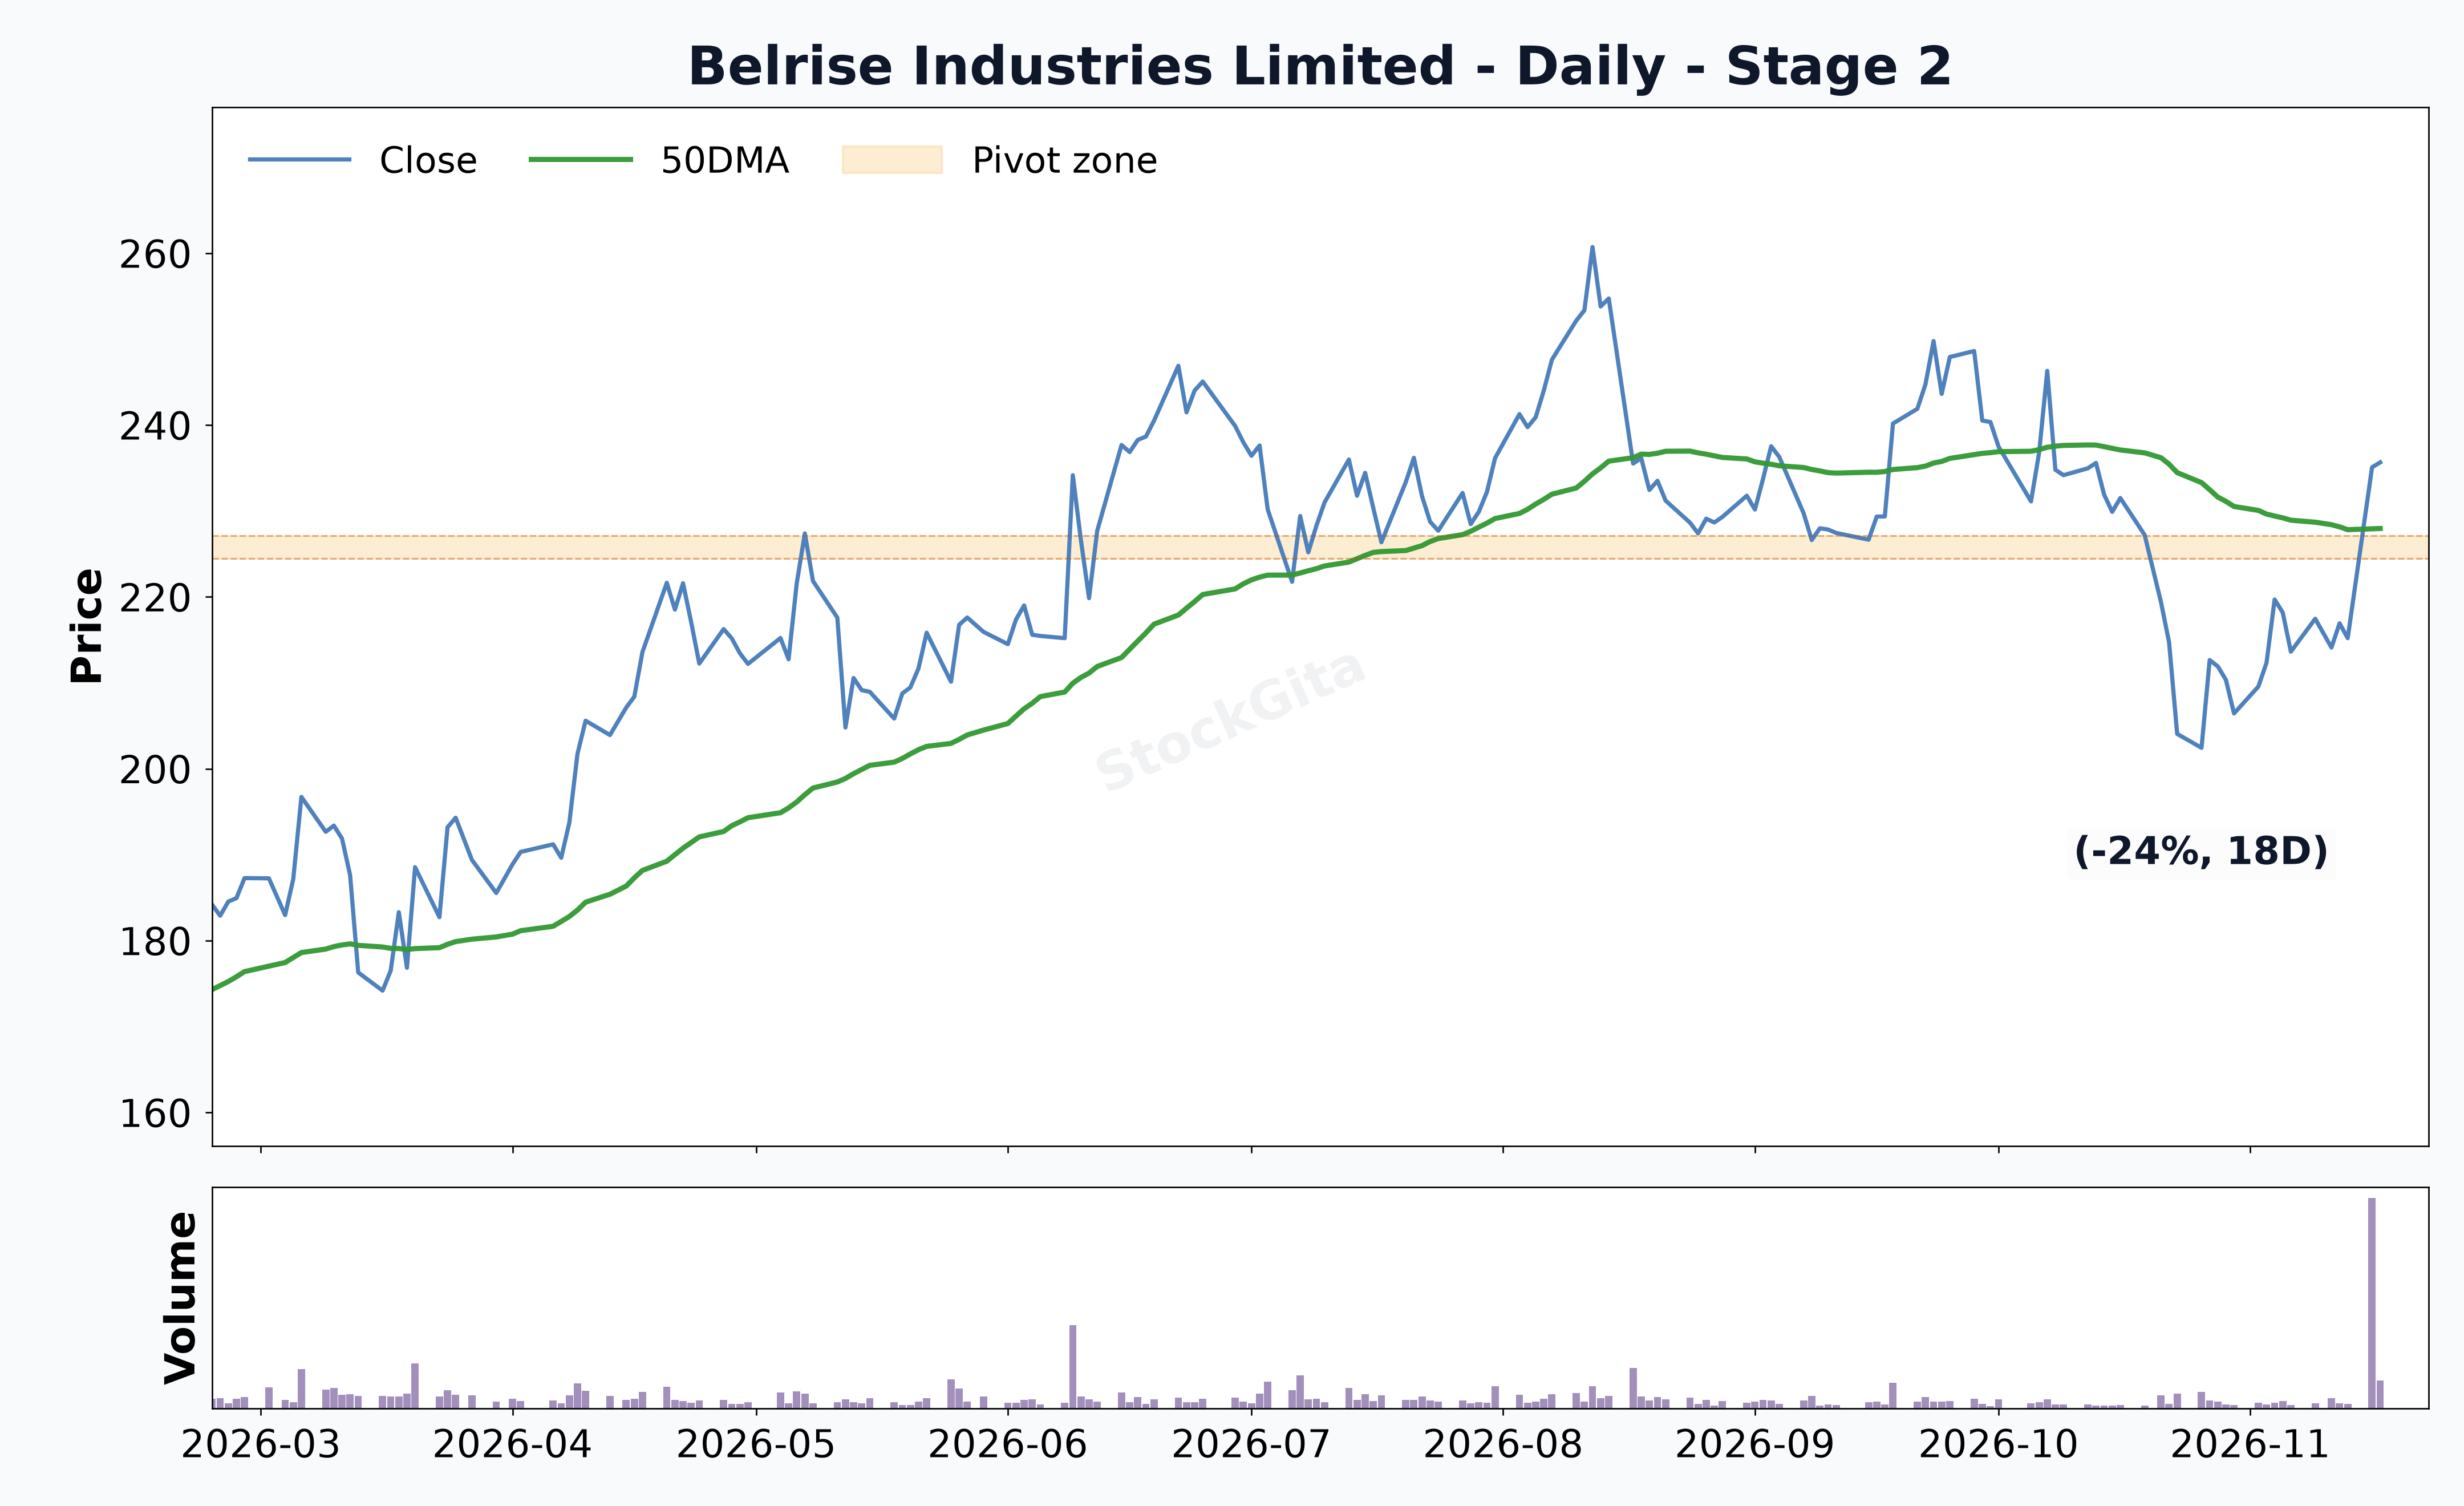 Belrise Industries Limited - Daily - Stage 2
Close
50DMA
Pivot zone
Price
260
240
220
200
180
160
StockGita
(-24%, 18D)
Volume
2026-03
2026-04
2026-05
2026-06
2026-07
2026-08
2026-09
2026-10
2026-11